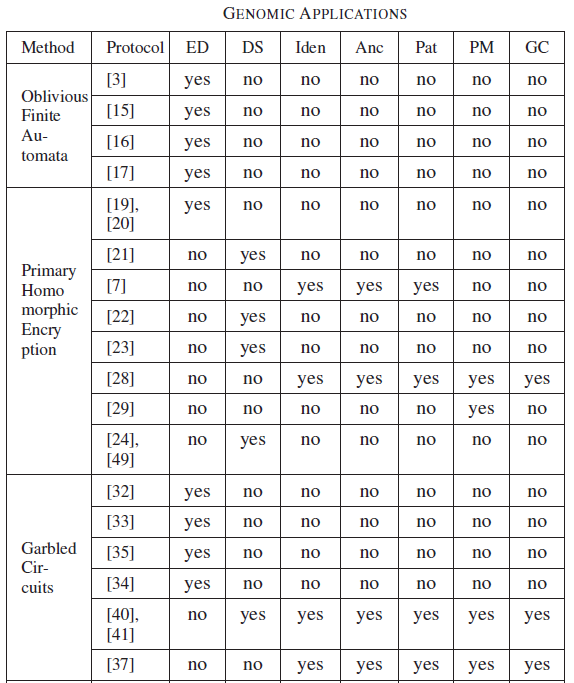 GENOMIC APPLICATIONS
Method Protocol ED DS Iden Anc Pat PM GC
Oblivious
Finite
Au-
tomata
[3] yes no no no no no no
[15] yes no no no no no no
[16] yes no no no no no no
[17] yes no no no no no no
Primary
Homo
morphic
Encry
ption
[19], yes no no no no no no
[20]
[21] no yes no no no no no
[7] no no yes yes yes no no
[22] no yes no no no no no
[23] no yes no no no no no
[28] no no yes yes yes yes yes
[29] no no no no no yes no
[24], no yes no no no no no
[49]
Garbled
Cir-
cuits
[32] yes no no no no no no
[33] yes no no no no no no
[35] yes no no no no no no
[34] yes no no no no no no
[40], no yes yes yes yes yes yes
[41]
[37] no no yes yes yes yes yes